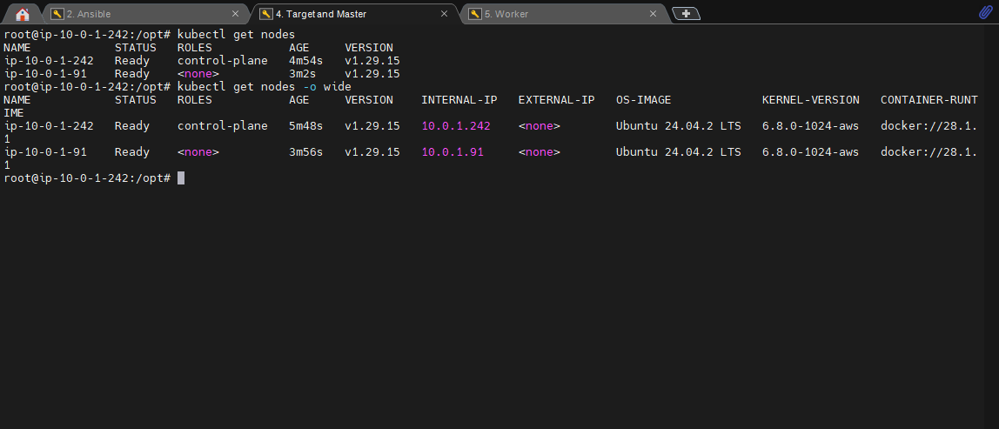 2. Ansible
4. Target and Master
5. Worker
root@ip-10-0-1-242:/opt# kubectl get nodes
NAME            STATUS   ROLES           AGE     VERSION
ip-10-0-1-242   Ready    control-plane   4m54s   v1.29.15
ip-10-0-1-91    Ready    <none>          3m2s    v1.29.15
root@ip-10-0-1-242:/opt# kubectl get nodes -o wide
NAME            STATUS   ROLES           AGE     VERSION    INTERNAL-IP   EXTERNAL-IP   OS-IMAGE             KERNEL-VERSION   CONTAINER-RUNT
IME
ip-10-0-1-242   Ready    control-plane   5m48s   v1.29.15   10.0.1.242    <none>        Ubuntu 24.04.2 LTS   6.8.0-1024-aws   docker://28.1.
1
ip-10-0-1-91    Ready    <none>          3m56s   v1.29.15   10.0.1.91     <none>        Ubuntu 24.04.2 LTS   6.8.0-1024-aws   docker://28.1.
1
root@ip-10-0-1-242:/opt#